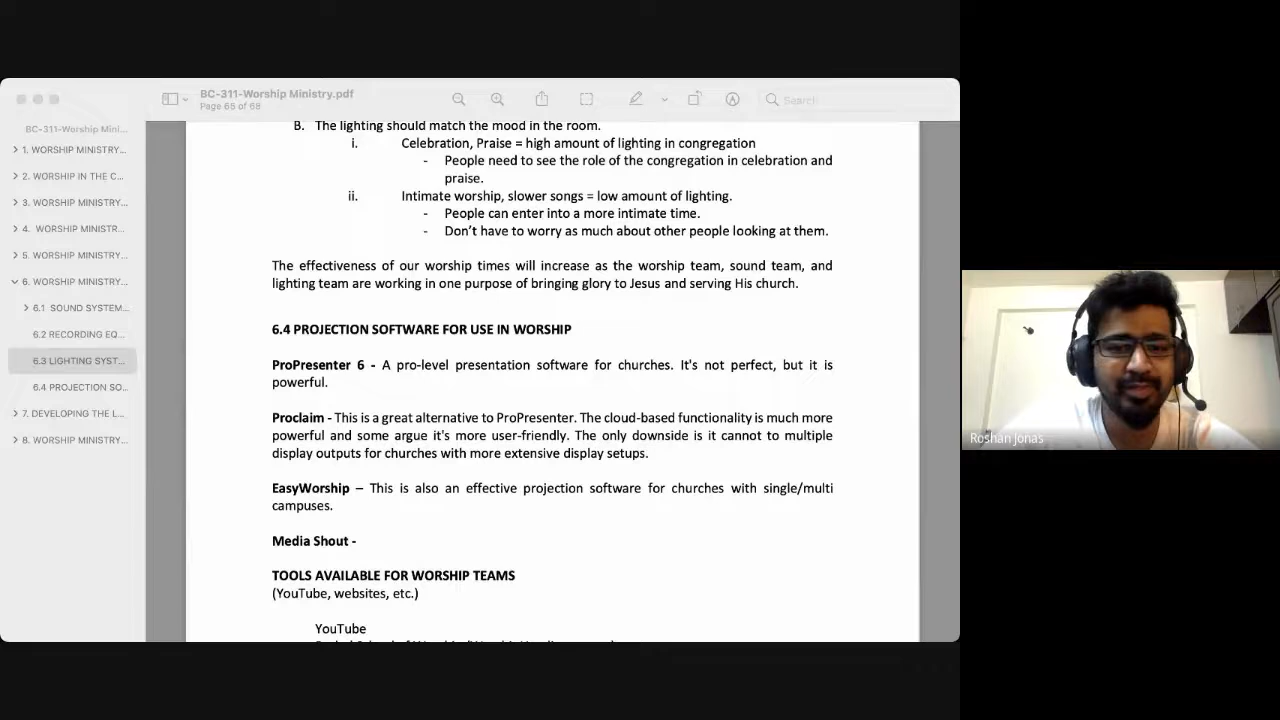 BC-311-Worship Ministry.pdf
Page 65 of 68
Search
BC-311-Worship Mini...
1. WORSHIP MINISTRY...
2. WORSHIP IN THE C...
3. WORSHIP MINISTRY...
4. WORSHIP MINISTR...
5. WORSHIP MINISTRY...
6. WORSHIP MINISTRY...
6.1 SOUND SYSTEM...
6.2 RECORDING EQ...
6.3 LIGHTING SYST...
6.4 PROJECTION SO...
7. DEVELOPING THE L...
8. WORSHIP MINISTRY...
B. The lighting should match the mood in the room.
i. Celebration, Praise = high amount of lighting in congregation
- People need to see the role of the congregation in celebration and
praise.
ii. Intimate worship, slower songs = low amount of lighting.
- People can enter into a more intimate time.
- Don't have to worry as much about other people looking at them.
The effectiveness of our worship times will increase as the worship team, sound team, and
lighting team are working in one purpose of bringing glory to Jesus and serving His church.
6.4 PROJECTION SOFTWARE FOR USE IN WORSHIP
ProPresenter 6 - A pro-level presentation software for churches. It's not perfect, but it is
powerful.
Proclaim - This is a great alternative to ProPresenter. The cloud-based functionality is much more
powerful and some argue it's more user-friendly. The only downside is it cannot to multiple
display outputs for churches with more extensive display setups.
EasyWorship – This is also an effective projection software for churches with single/multi
campuses.
Media Shout -
TOOLS AVAILABLE FOR WORSHIP TEAMS
(YouTube, websites, etc.)
YouTube
Roshan Jonas